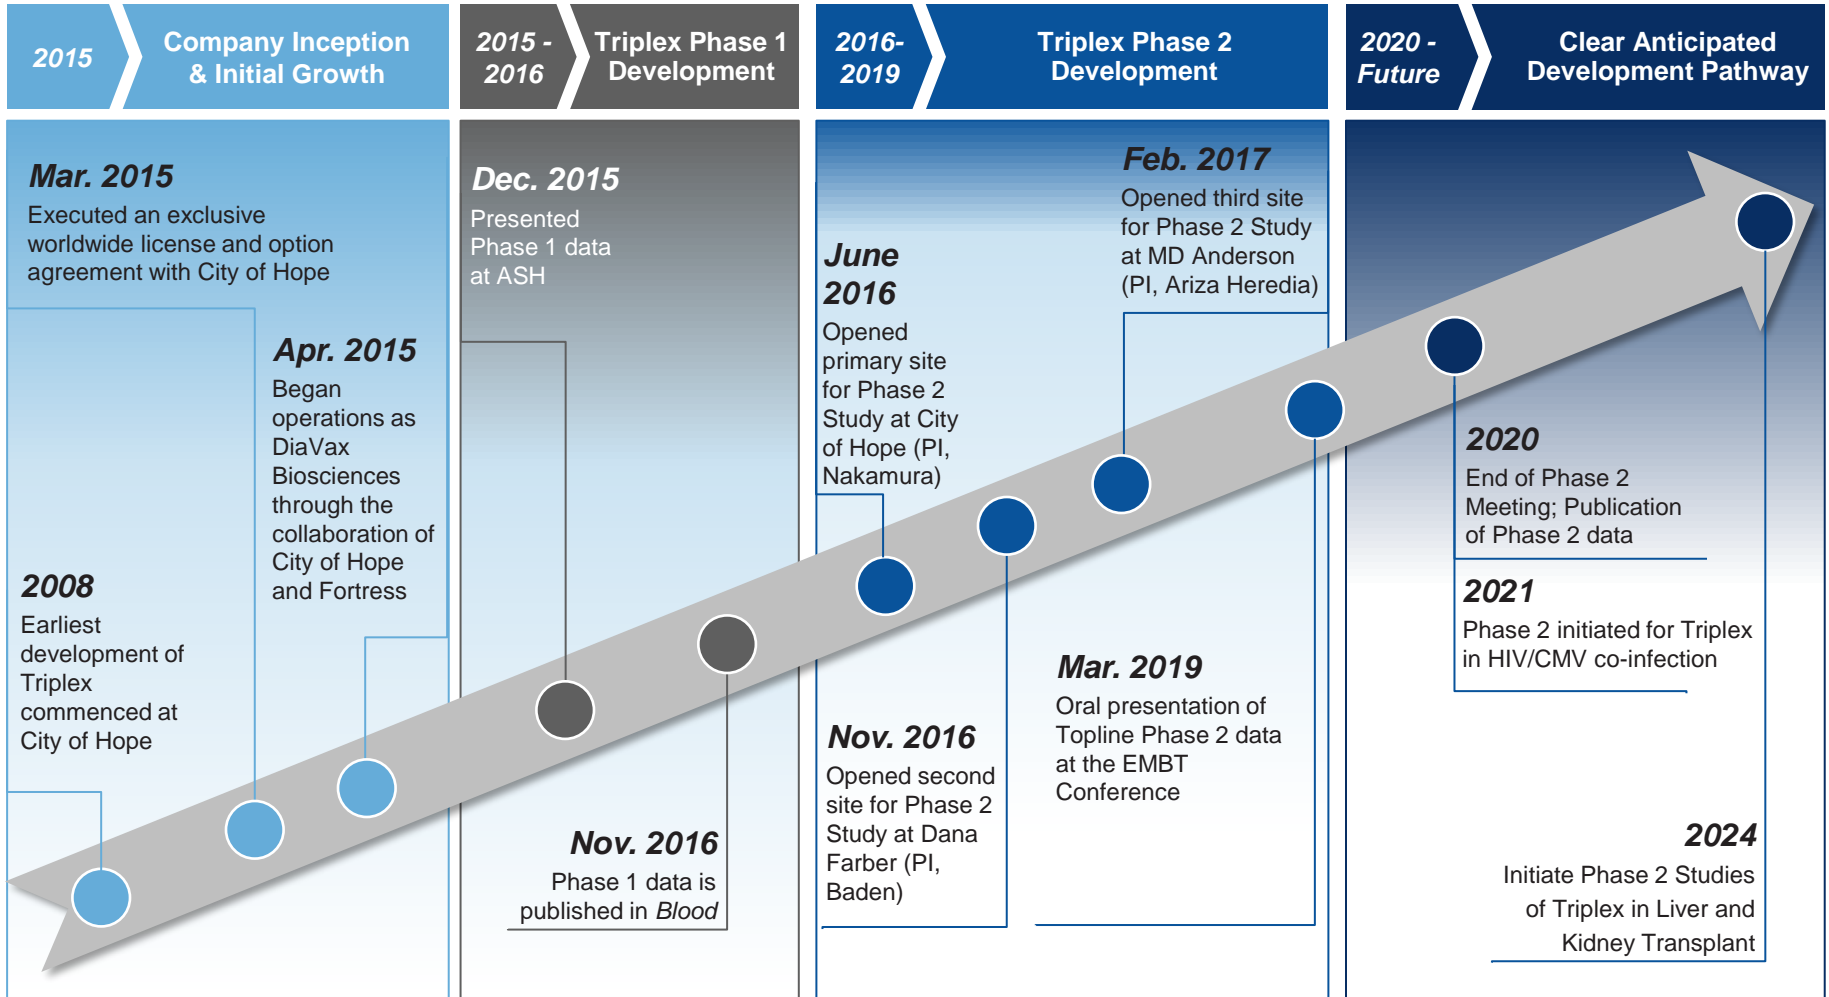 2015
Company Inception
& Initial Growth
2015 -
2016
Triplex Phase 1
Development
2016-
2019
Triplex Phase 2
Development
2020 -
Future
Clear Anticipated
Development Pathway
Mar. 2015
Executed an exclusive
worldwide license and option
agreement with City of Hope
Apr. 2015
Began
operations as
DiaVax
Biosciences
through the
collaboration of
City of Hope
and Fortress
2008
Earliest
development of
Triplex
commenced at
City of Hope
Dec. 2015
Presented
Phase 1 data
at ASH
Nov. 2016
Phase 1 data is
published in Blood
June
2016
Opened
primary site
for Phase 2
Study at City
of Hope (PI,
Nakamura)
Nov. 2016
Opened second
site for Phase 2
Study at Dana
Farber (PI,
Baden)
Feb. 2017
Opened third site
for Phase 2 Study
at MD Anderson
(PI, Ariza Heredia)
Mar. 2019
Oral presentation of
Topline Phase 2 data
at the EMBT
Conference
2020
End of Phase 2
Meeting; Publication
of Phase 2 data
2021
Phase 2 initiated for Triplex
in HIV/CMV co-infection
2024
Initiate Phase 2 Studies
of Triplex in Liver and
Kidney Transplant